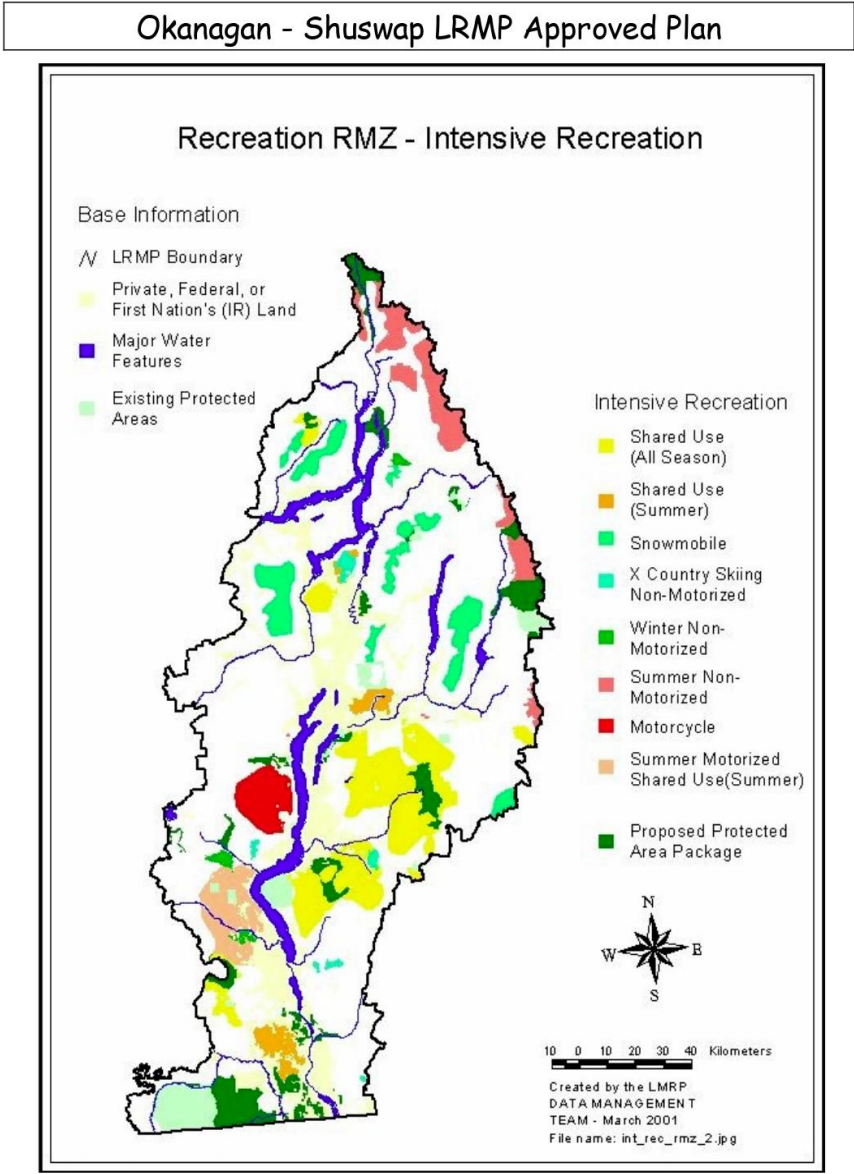 Okanagan - Shuswap LRMP Approved Plan
Recreation RMZ - Intensive Recreation
Base Information
LRMP Boundary
Private, Federal, or
First Nation's (IR) Land
Major Water
Features
Existing Protected
Areas
Intensive Recreation
Shared Use
(All Season)
Shared Use
(Summer)
Snowmobile
X Country Skiing
Non-Motorized
Winter Non-
Motorized
Summer Non-
Motorized
Motorcycle
Summer Motorized
Shared Use(Summer)
Proposed Protected
Area Package
N
W E
S
10 0 10 20 30 40 Kilometers
Created by the LMRP
DATA MANAGEMENT
TEAM - March 2001
File name: int_rec_rmz_2.jpg